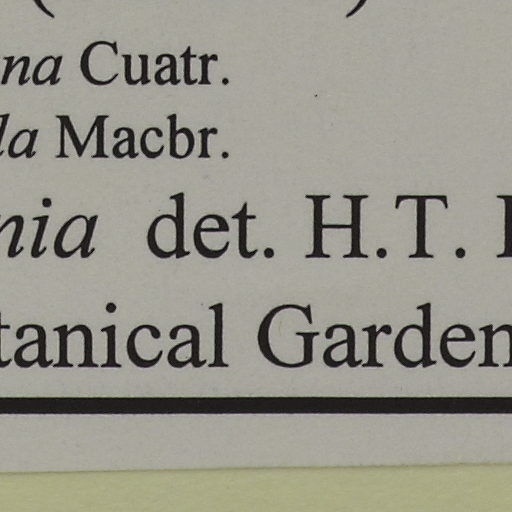 na Cuatr.
la Macbr.
nia det. H.T.
tanical Garden